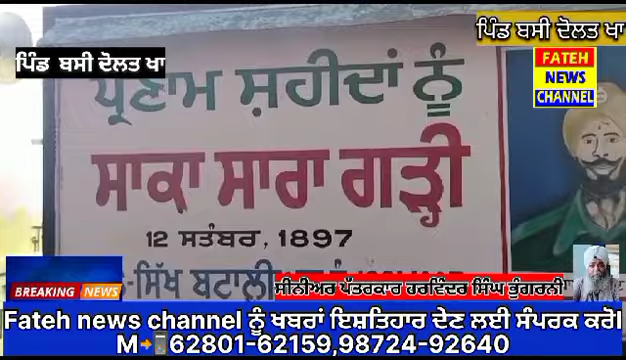 ਪਿੰਡ ਬਸੀ ਦੋਲਤ ਖਾ
ਪਿੰਡ ਬਸੀ ਦੋਲਤ ਖਾ
FATEH
NEWS
CHANNEL
ਪ੍ਰਣਾਮ ਸ਼ਹੀਦਾਂ ਨੂੰ
ਸਾਕਾ ਸਾਰਾ ਗੜ੍ਹੀ
12 ਸਤੰਬਰ, 1897
-ਸਿੱਖ
ਸੀਨੀਅਰ ਪੱਤਰਕਾਰ ਹਰਵਿੰਦਰ ਸਿੰਘ ਭੁੰਗਰਨੀ
BREAKING NEWS
Fateh news channel ਨੂੰ ਖਬਰਾਂ ਇਸ਼ਤਿਹਾਰ ਦੇਣ ਲਈ ਸੰਪਰਕ ਕਰੋ।
M📲62801-62159,98724-92640